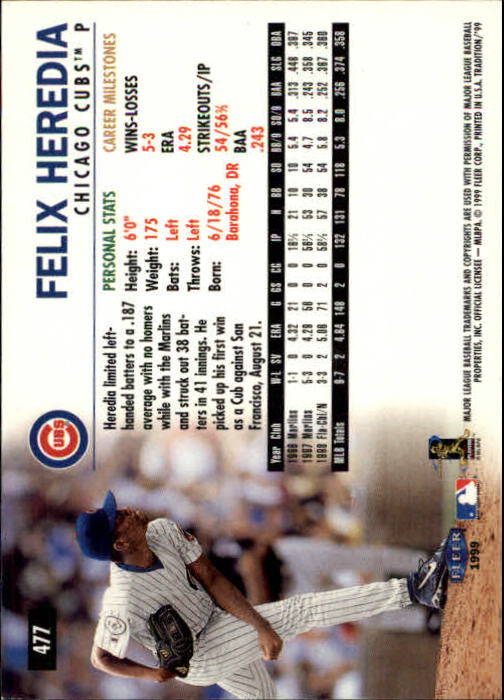 477
CUBS
FELIX HEREDIA
CHICAGO CUBS™ P
Heredia limited left-
handed batters to a .187
average with no homers
while with the Marlins
and struck out 38 bat-
ters in 41 innings. He
picked up his first win
as a Cub against San
Francisco, August 21.
PERSONAL STATS
Height: 6'0"
Weight: 175
Bats: Left
Throws: Left
Born:
6/18/76
Barahona, DR
CAREER MILESTONES
WINS-LOSSES
5-3
ERA
4.29
STRIKEOUTS/IP
54/56⅔
BAA
.243
Year Club W-L SV ERA G GS CG IP H BB SO BB/9 SO/9 BAA SLG OBA
1996 Marlins 1-1 0 4.32 21 0 0 16⅔ 21 10 10 5.4 5.4 .313 .448 .397
1997 Marlins 5-3 0 4.29 56 0 0 56⅔ 53 30 54 4.7 8.5 .243 .358 .345
1998 Fla-Chi/N 3-3 2 5.06 71 2 0 58⅔ 57 38 54 5.8 8.2 .252 .367 .360
MLB Totals 9-7 2 4.64 148 2 0 132 131 78 118 5.3 8.0 .256 .374 .358
FLEER
1999
MAJOR LEAGUE BASEBALL TRADEMARKS AND COPYRIGHTS ARE USED WITH PERMISSION OF MAJOR LEAGUE BASEBALL
PROPERTIES, INC. OFFICIAL LICENSEE – MLBPA. © 1999 FLEER CORP., PRINTED IN U.S.A. TRADITION/'99